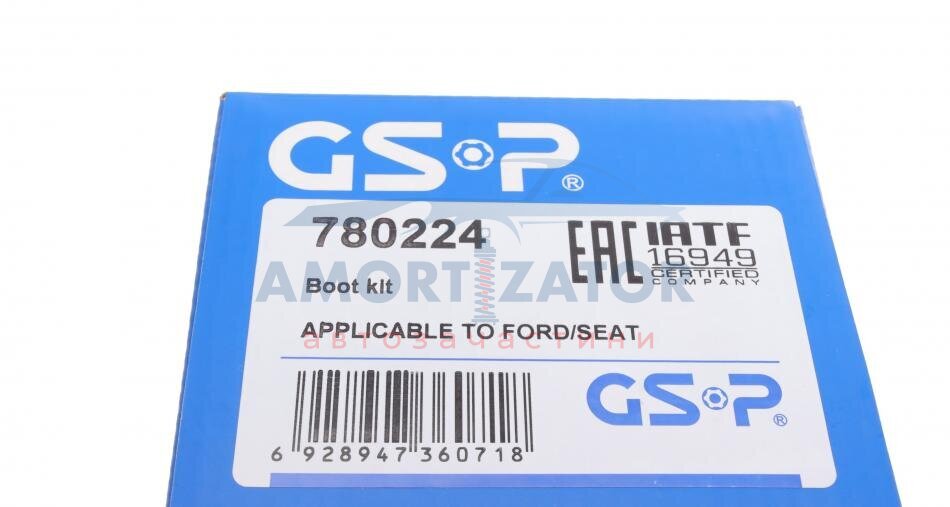 GSP®
780224
EAC IATF
16949
CERTIFIED
COMPANY
AMORTIZATOR
Boot kit
APPLICABLE TO FORD/SEAT
автозапчастини
GSP®
6 928947 360718